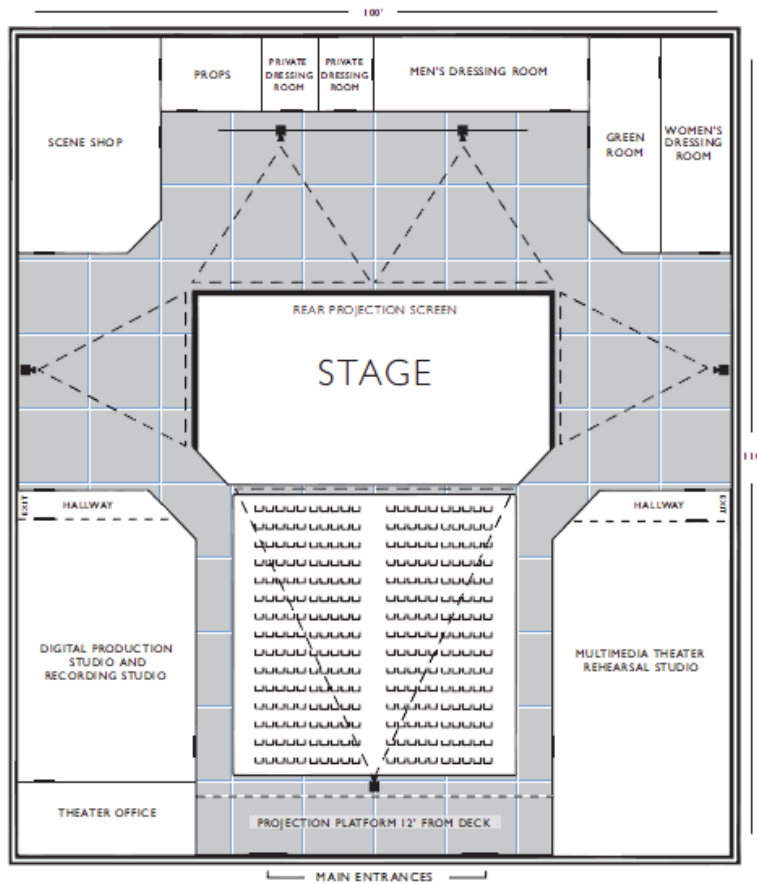 100'
PROPS
PRIVATE
DRESSING
ROOM
PRIVATE
DRESSING
ROOM
MEN'S DRESSING ROOM
SCENE SHOP
GREEN
ROOM
WOMEN'S
DRESSING
ROOM
REAR PROJECTION SCREEN
STAGE
EXIT
HALLWAY
HALLWAY
EXIT
DIGITAL PRODUCTION
STUDIO AND
RECORDING STUDIO
MULTIMEDIA THEATER
REHEARSAL STUDIO
THEATER OFFICE
PROJECTION PLATFORM 12' FROM DECK
MAIN ENTRANCES